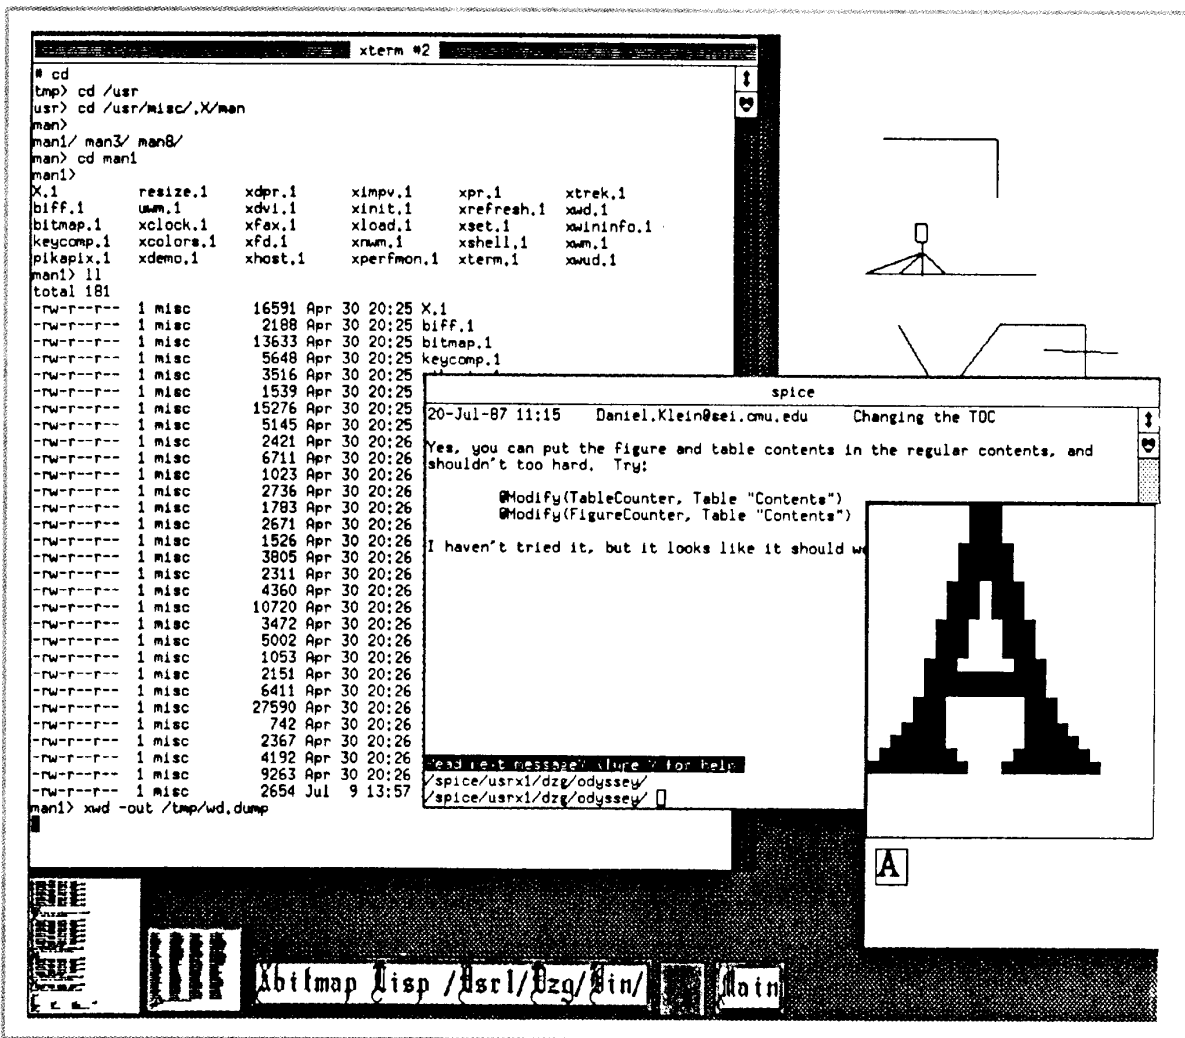 xterm #2
# cd
tmp> cd /usr
usr> cd /usr/misc/.X/man
man>
man1/ man3/ man8/
man> cd man1
man1>
X.1 resize.1 xdpr.1 ximpv.1 xpr.1 xtrek.1
biff.1 uwm.1 xdvi.1 xinit.1 xrefresh.1 xwd.1
bitmap.1 xclock.1 xfax.1 xload.1 xset.1 xwininfo.1
keycomp.1 xcolors.1 xfd.1 xnwm.1 xshell.1 xwm.1
pikapix.1 xdemo.1 xhost.1 xperfmon.1 xterm.1 xwud.1
man1> ll
total 181
-rw-r--r-- 1 misc 16591 Apr 30 20:25 X.1
-rw-r--r-- 1 misc 2188 Apr 30 20:25 biff.1
-rw-r--r-- 1 misc 13633 Apr 30 20:25 bitmap.1
-rw-r--r-- 1 misc 5648 Apr 30 20:25 keycomp.1
-rw-r--r-- 1 misc 3516 Apr 30 20:25
-rw-r--r-- 1 misc 1539 Apr 30 20:25
-rw-r--r-- 1 misc 15276 Apr 30 20:25
-rw-r--r-- 1 misc 5145 Apr 30 20:25
-rw-r--r-- 1 misc 2421 Apr 30 20:26
-rw-r--r-- 1 misc 6711 Apr 30 20:26
-rw-r--r-- 1 misc 1023 Apr 30 20:26
-rw-r--r-- 1 misc 2736 Apr 30 20:26
-rw-r--r-- 1 misc 1783 Apr 30 20:26
-rw-r--r-- 1 misc 2671 Apr 30 20:26
-rw-r--r-- 1 misc 1526 Apr 30 20:26
-rw-r--r-- 1 misc 3805 Apr 30 20:26
-rw-r--r-- 1 misc 2311 Apr 30 20:26
-rw-r--r-- 1 misc 4360 Apr 30 20:26
-rw-r--r-- 1 misc 10720 Apr 30 20:26
-rw-r--r-- 1 misc 3472 Apr 30 20:26
-rw-r--r-- 1 misc 5002 Apr 30 20:26
-rw-r--r-- 1 misc 1053 Apr 30 20:26
-rw-r--r-- 1 misc 2151 Apr 30 20:26
-rw-r--r-- 1 misc 6411 Apr 30 20:26
-rw-r--r-- 1 misc 27590 Apr 30 20:26
-rw-r--r-- 1 misc 742 Apr 30 20:26
-rw-r--r-- 1 misc 2367 Apr 30 20:26
-rw-r--r-- 1 misc 4192 Apr 30 20:26
-rw-r--r-- 1 misc 9263 Apr 30 20:26
-rw-r--r-- 1 misc 2654 Jul 9 13:57
man1> xwd -out /tmp/wd.dump
spice
20-Jul-87 11:15 Daniel.Klein@sei.cmu.edu Changing the TOC
Yes, you can put the figure and table contents in the regular contents, and
shouldn't too hard. Try:
@Modify(TableCounter, Table "Contents")
@Modify(FigureCounter, Table "Contents")
I haven't tried it, but it looks like it should
Read next message? (Type ? for help
/spice/usrx1/dzg/odyssey/
/spice/usrx1/dzg/odyssey/
A
A
Xbitmap Disp /Usr1/Dzg/Bin/
Main